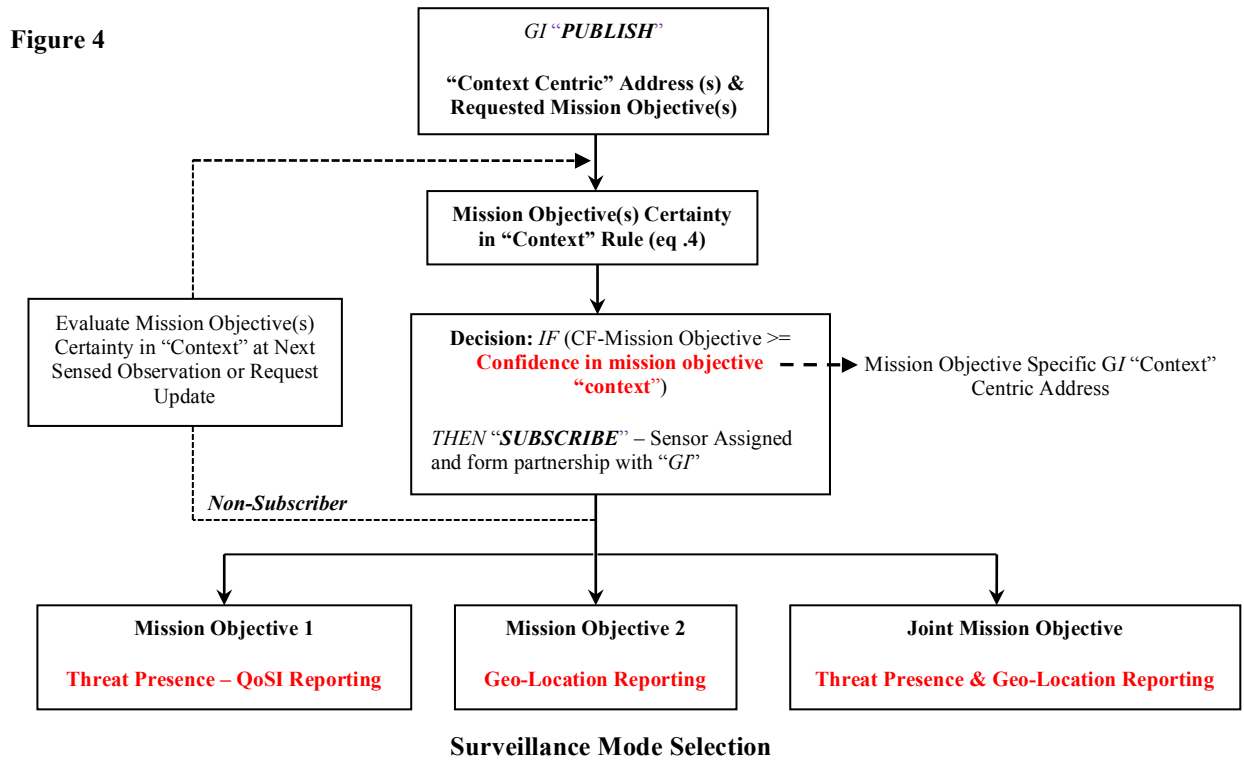 Figure 4
GI “PUBLISH”
“Context Centric” Address (s) &
Requested Mission Objective(s)
Mission Objective(s) Certainty
in “Context” Rule (eq .4)
Evaluate Mission Objective(s)
Certainty in “Context” at Next
Sensed Observation or Request
Update
Decision: IF (CF-Mission Objective >=
Confidence in mission objective
“context”)
THEN “SUBSCRIBE” – Sensor Assigned
and form partnership with “GI”
Mission Objective Specific GI “Context”
Centric Address
Non-Subscriber
Mission Objective 1
Threat Presence – QoSI Reporting
Mission Objective 2
Geo-Location Reporting
Joint Mission Objective
Threat Presence & Geo-Location Reporting
Surveillance Mode Selection